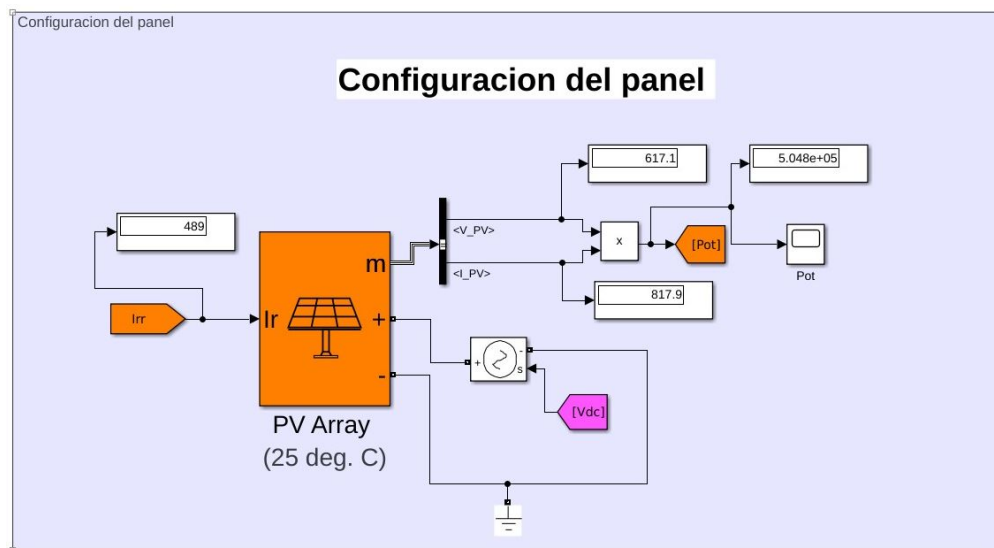 Configuracion del panel
Configuracion del panel
617.1
5.048e+05
489
<V_PV>
x
[Pot]
m
<I_PV>
Pot
817.9
Irr
Ir
+
+
-
s
-
[Vdc]
PV Array
(25 deg. C)